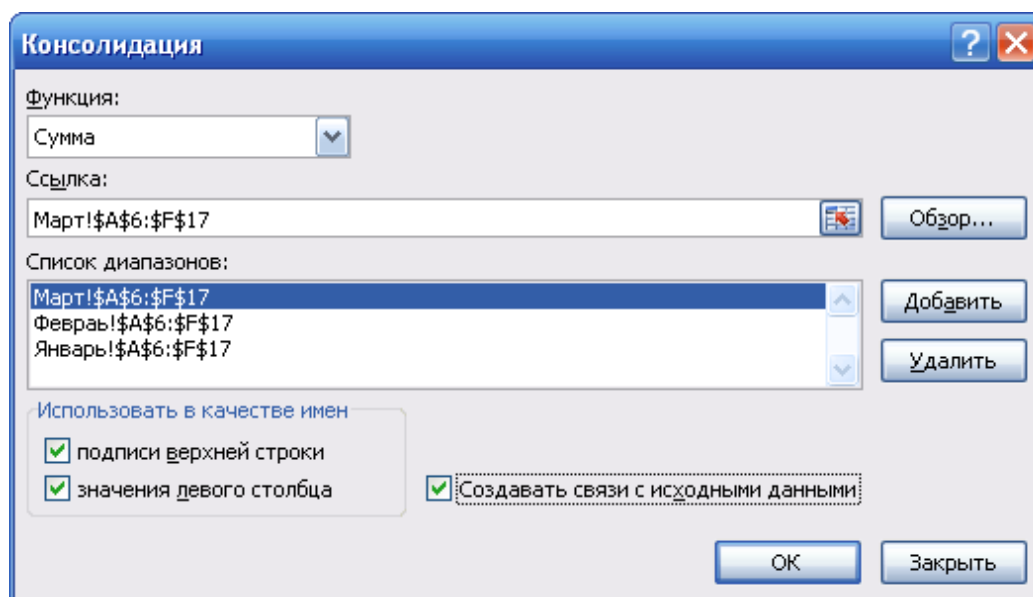 Консолидация
Функция:
Сумма
Ссылка:
Март!$A$6:$F$17
Обзор...
Список диапазонов:
Март!$A$6:$F$17
Февраь!$A$6:$F$17
Январь!$A$6:$F$17
Добавить
Удалить
Использовать в качестве имен
подписи верхней строки
значения левого столбца
Создавать связи с исходными данными
ОК
Закрыть